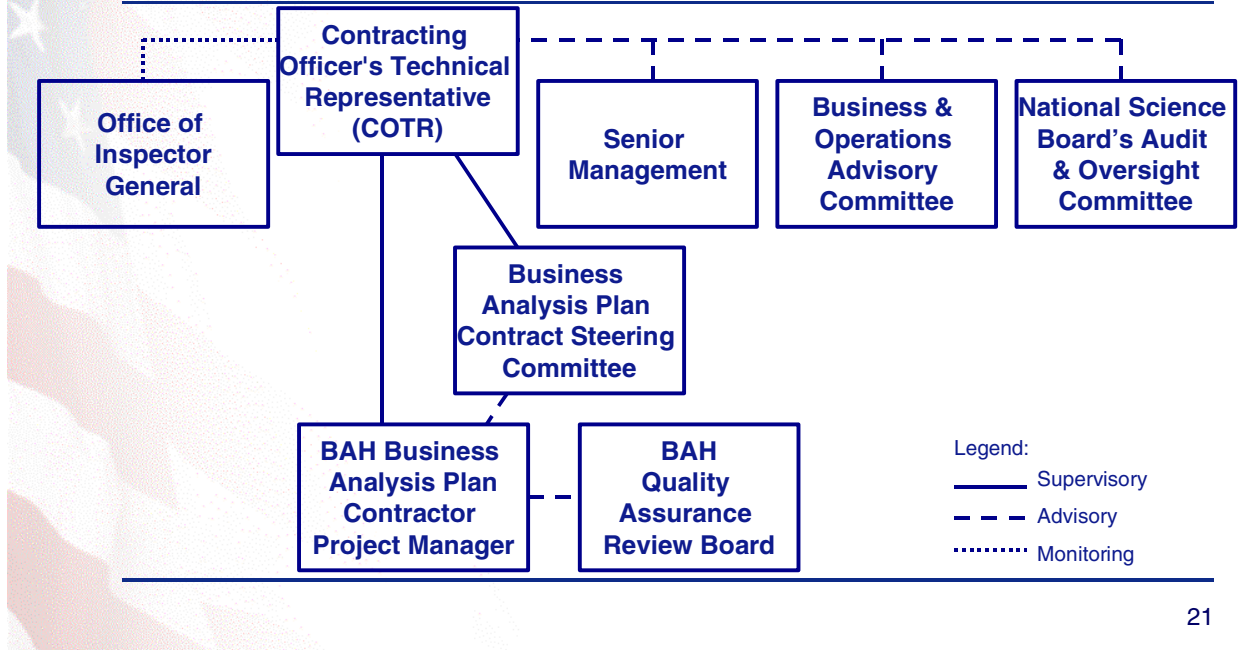 Contracting
Officer's Technical
Representative
(COTR)
Office of
Inspector
General
Senior
Management
Business &
Operations
Advisory
Committee
National Science
Board’s Audit
& Oversight
Committee
Business
Analysis Plan
Contract Steering
Committee
BAH Business
Analysis Plan
Contractor
Project Manager
BAH
Quality
Assurance
Review Board
Legend:
Supervisory
Advisory
Monitoring
21